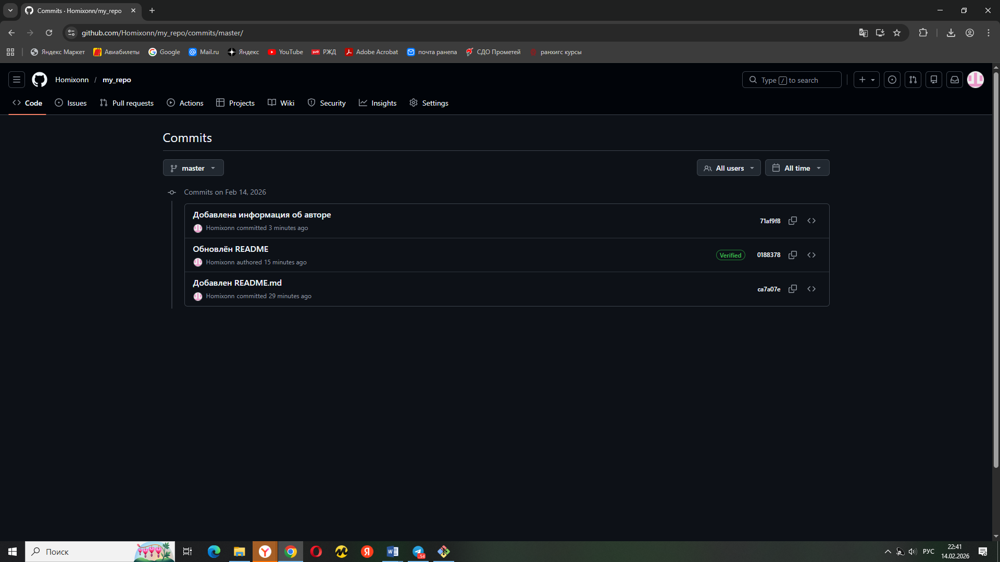 Commits · Homixonn/my_repo
github.com/Homixonn/my_repo/commits/master/
Яндекс Маркет
Авиабилеты
Google
Mail.ru
Яндекс
YouTube
РЖД
Adobe Acrobat
почта ранепа
СДО Прометей
ранхигс курсы
Homixonn / my_repo
Type / to search
Code
Issues
Pull requests
Actions
Projects
Wiki
Security
Insights
Settings
Commits
master
All users
All time
Commits on Feb 14, 2026
Добавлена информация об авторе
Homixonn committed 3 minutes ago
71af9f8
Обновлён README
Homixonn authored 15 minutes ago
Verified
0188378
Добавлен README.md
Homixonn committed 29 minutes ago
ca7a07e
Поиск
РУС
22:41
14.02.2026